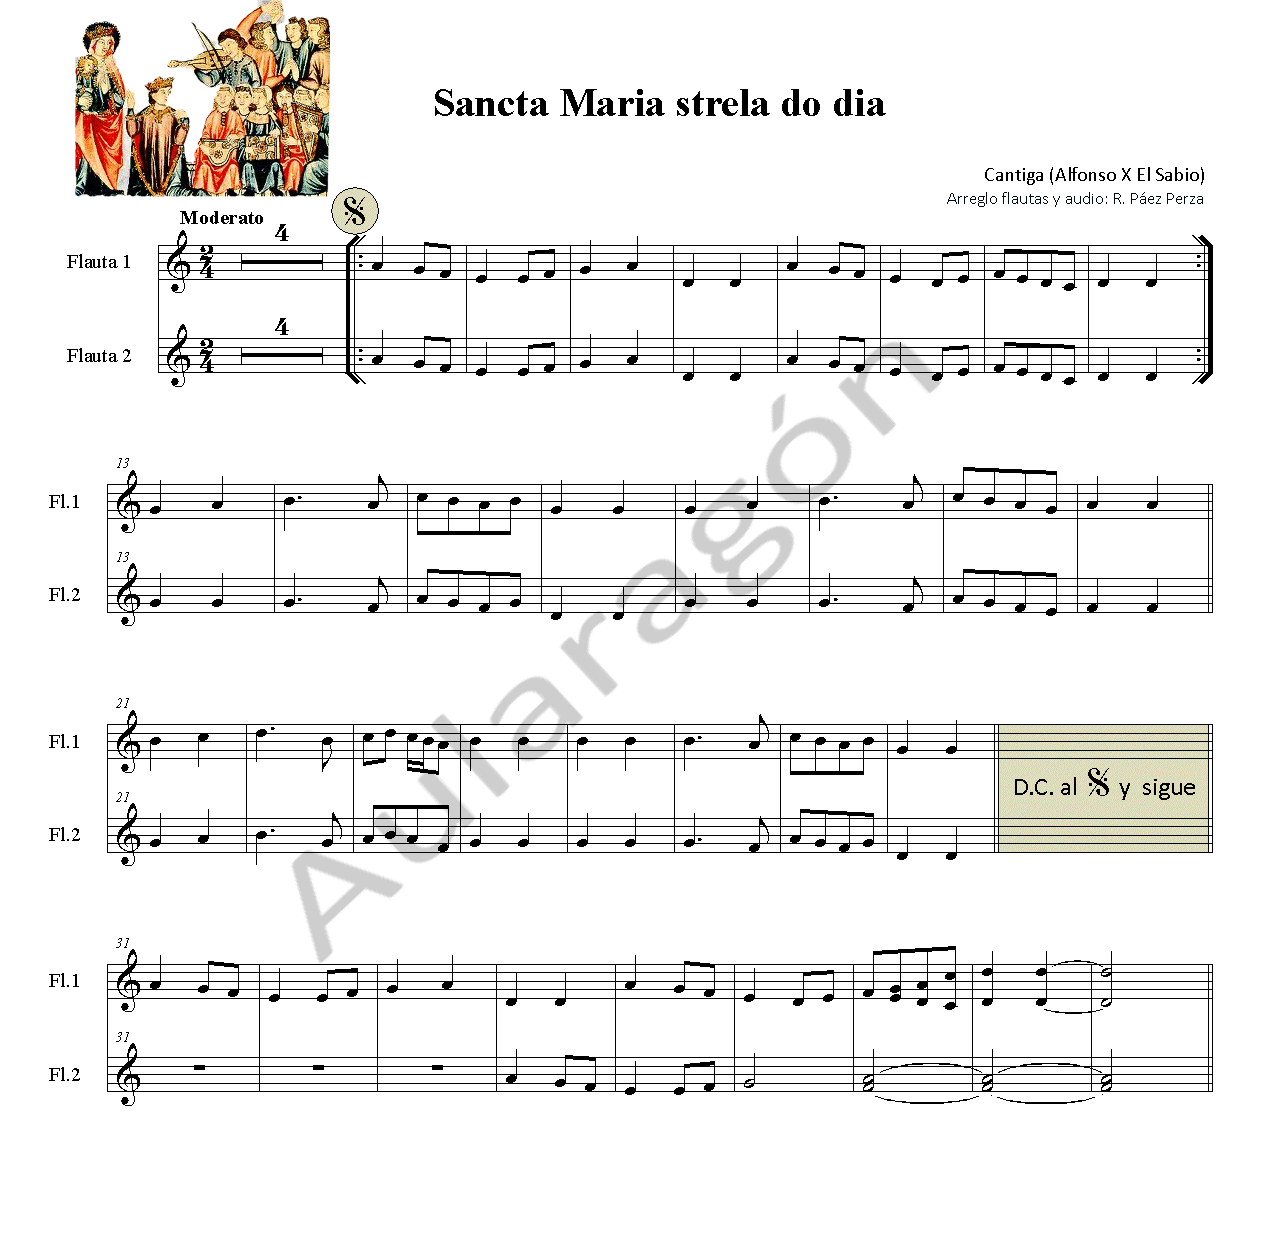 Sancta Maria strela do dia
Cantiga (Alfonso X El Sabio)
Arreglo flautas y audio: R. Páez Perza
Moderato
4
Flauta 1
2
4
4
Flauta 2
2
4
13
Fl.1
13
Fl.2
21
Fl.1
D.C. al y sigue
21
Fl.2
31
Fl.1
31
Fl.2
Aularagón